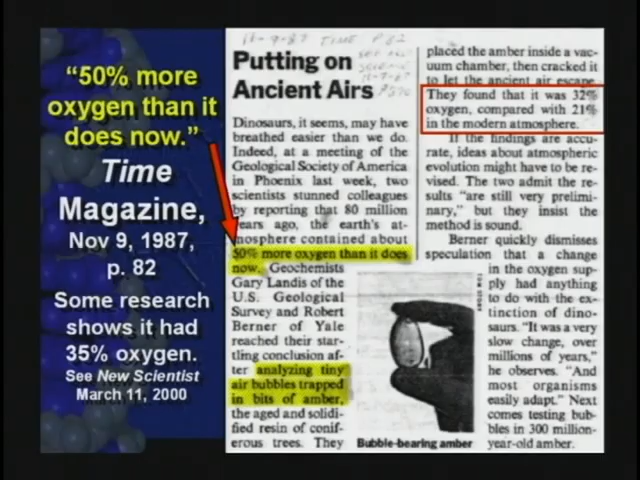 “50% more
oxygen than it
does now.”
Time
Magazine,
Nov 9, 1987,
p. 82
Some research
shows it had
35% oxygen.
See New Scientist
March 11, 2000
11-9-87 TIME P82
Putting on
Ancient Airs
Dinosaurs, it seems, may have
breathed easier than we do.
Indeed, at a meeting of the
Geological Society of America
in Phoenix last week, two
scientists stunned colleagues
by reporting that 80 million
years ago, the earth's at-
mosphere contained about
50% more oxygen than it does
now. Geochemists
Gary Landis of the
U.S. Geological
Survey and Robert
Berner of Yale
reached their star-
tling conclusion af-
ter analyzing tiny
air bubbles trapped
in bits of amber,
the aged and solidi-
fied resin of conif-
erous trees. They
placed the amber inside a vac-
uum chamber, then cracked it
to let the ancient air escape.
They found that it was 32%
oxygen, compared with 21%
in the modern atmosphere.
If the findings are accu-
rate, ideas about atmospheric
evolution might have to be re-
vised. The two admit the re-
sults “are still very prelimi-
nary,” but they insist the
method is sound.
Berner quickly dismisses
speculation that a change
in the oxygen sup-
ply had anything
to do with the ex-
tinction of dino-
saurs. “It was a very
slow change, over
millions of years,”
he observes. “And
most organisms
easily adapt.” Next
comes testing bub-
bles in 300 million-
year-old amber.
Bubble-bearing amber